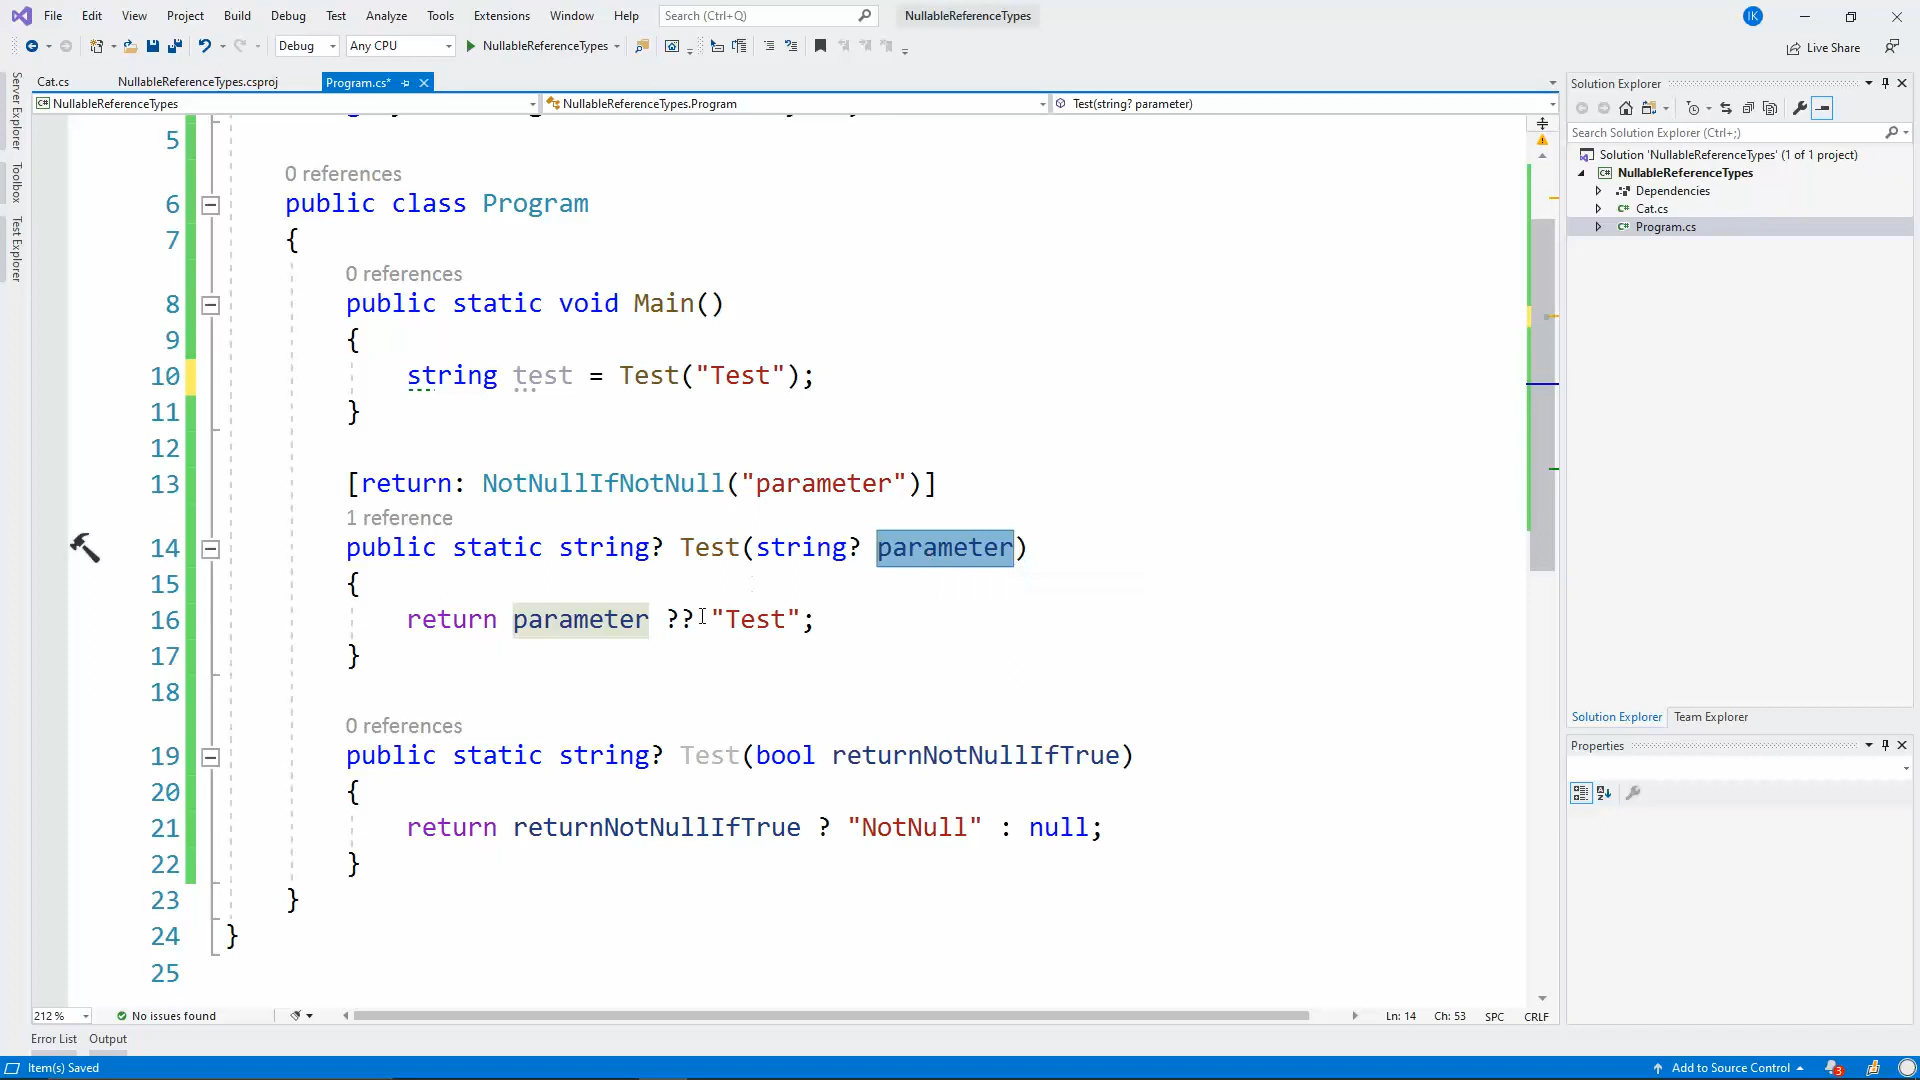 File Edit View Project Build Debug Test Analyze Tools Extensions Window Help Search (Ctrl+Q) NullableReferenceTypes IK
Debug Any CPU NullableReferenceTypes Live Share
Server Explorer
Toolbox
Test Explorer
Cat.cs NullableReferenceTypes.csproj Program.cs*
NullableReferenceTypes NullableReferenceTypes.Program Test(string? parameter)
5
0 references
6 public class Program
7 {
0 references
8 public static void Main()
9 {
10 string test = Test("Test");
11 }
12
13 [return: NotNullIfNotNull("parameter")]
1 reference
14 public static string? Test(string? parameter)
15 {
16 return parameter ?? "Test";
17 }
18
0 references
19 public static string? Test(bool returnNotNullIfTrue)
20 {
21 return returnNotNullIfTrue ? "NotNull" : null;
22 }
23 }
24 }
25
212 % No issues found Ln: 14 Ch: 53 SPC CRLF
Error List Output
Item(s) Saved Add to Source Control 3
Solution Explorer
Search Solution Explorer (Ctrl+;)
Solution 'NullableReferenceTypes' (1 of 1 project)
NullableReferenceTypes
Dependencies
C# Cat.cs
C# Program.cs
Solution Explorer Team Explorer
Properties